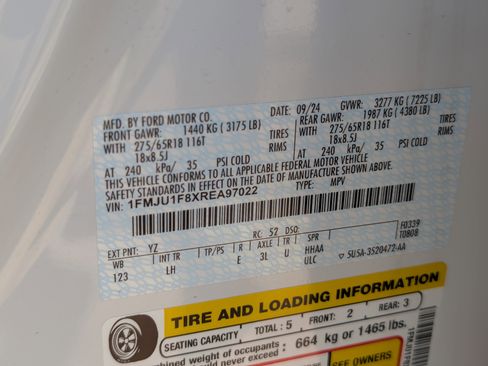 MFD. BY FORD MOTOR CO.
DATE: 09/24 GVWR: 3277 KG ( 7225 LB)
FRONT GAWR: 1440 KG ( 3175 LB) REAR GAWR: 1987 KG ( 4380 LB)
WITH 275/65R18 116T TIRES WITH 275/65R18 116T TIRES
18x8.5J RIMS 18x8.5J RIMS
AT 240 kPa/ 35 PSI COLD AT 240 kPa/ 35 PSI COLD
THIS VEHICLE CONFORMS TO ALL APPLICABLE FEDERAL MOTOR VEHICLE
SAFETY STANDARDS IN EFFECT ON THE DATE OF MANUFACTURE SHOWN ABOVE.
VIN: 1FMJU1F8XREA97022 TYPE: MPV
EXT PNT: YZ RC: 52 DSO: F0339
WB INT TR TP/PS R AXLE TR SPR T0808
123 LH E 3L U HHAA
ULC ▽ 5U5A-3520472-AA
TIRE AND LOADING INFORMATION
SEATING CAPACITY TOTAL: 5 FRONT: 2 REAR: 3
weight of occupants
never exceed: 664 kg or 1465 lbs.
SEE OWNERS